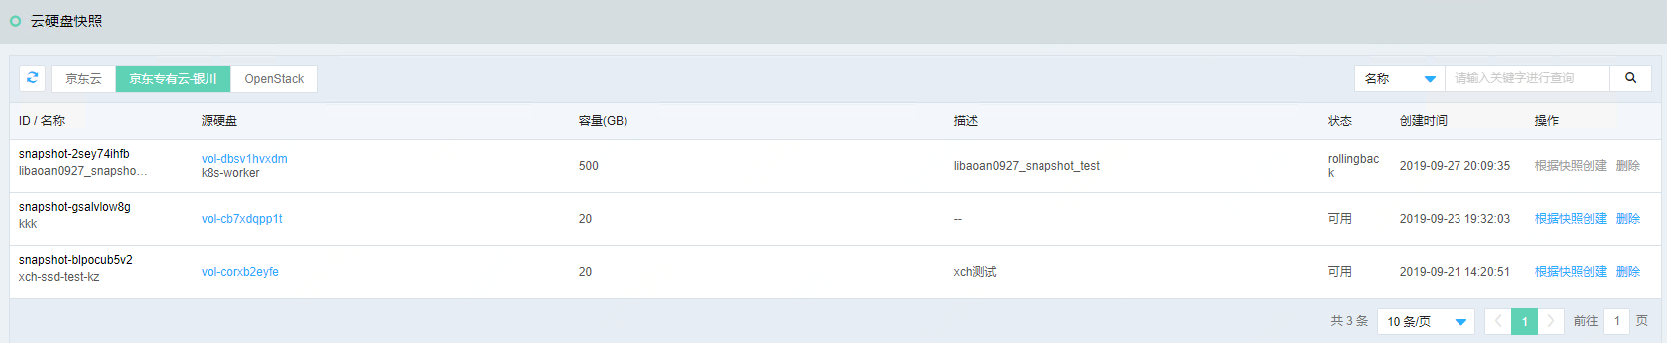 云硬盘快照
京东云 京东专有云-银川 OpenStack 名称 请输入关键字进行查询
ID / 名称 源硬盘 容量(GB) 描述 状态 创建时间 操作
snapshot-2sey74ihfb
libaoan0927_snapsho...
vol-dbsv1hvxdm
k8s-worker
500
libaoan0927_snapshot_test
rollingbac
k
2019-09-27 20:09:35
根据快照创建 删除
snapshot-gsalvlow8g
kkk
vol-cb7xdqpp1t
20
--
可用
2019-09-23 19:32:03
根据快照创建 删除
snapshot-blpocub5v2
xch-ssd-test-kz
vol-corxb2eyfe
20
xch测试
可用
2019-09-21 14:20:51
根据快照创建 删除
共 3 条 10 条/页 1 前往 1 页